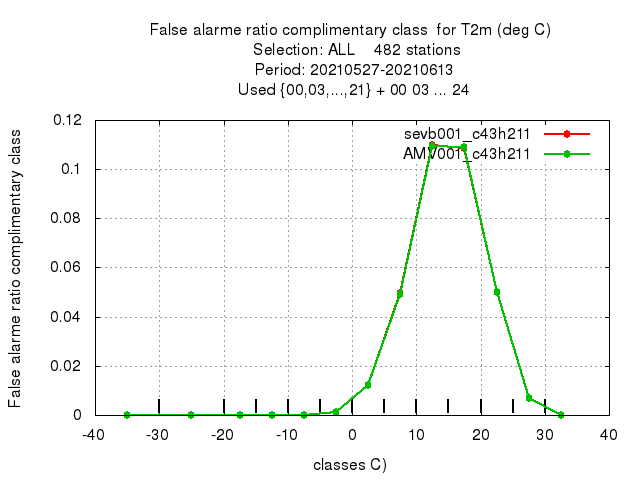 False alarme ratio complimentary class  for T2m (deg C)
Selection: ALL    482 stations
Period: 20210527-20210613
Used {00,03,...,21} + 00 03 ... 24
sevb001_c43h211
AMV001_c43h211
False alarme ratio complimentary class
0.12
0.1
0.08
0.06
0.04
0.02
0
-40 -30 -20 -10 0 10 20 30 40
classes C)